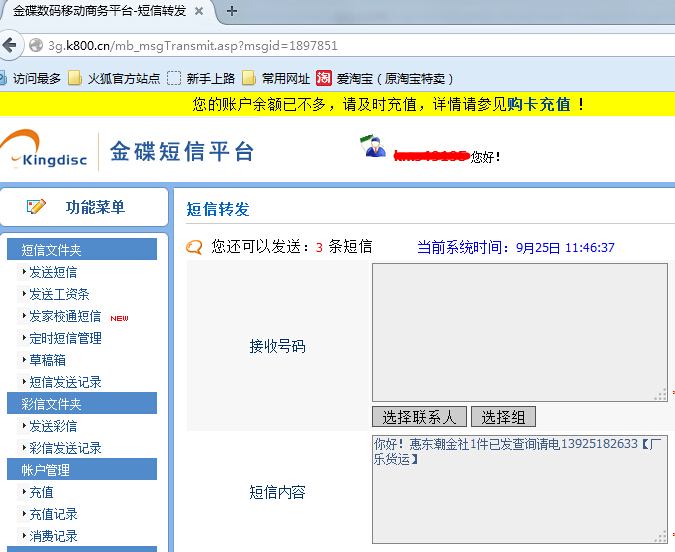 金碟数码移动商务平台-短信转发
3g.k800.cn/mb_msgTransmit.asp?msgid=1897851
访问最多 火狐官方站点 新手上路 常用网址 淘 爱淘宝（原淘宝特卖）
您的账户余额已不多，请及时充值，详情请参见购卡充值 ！
Kingdisc 金碟短信平台
您好!
功能菜单
短信转发
您还可以发送：3 条短信 当前系统时间：9月25日 11:46:37
短信文件夹
发送短信
发送工资条
发家校通短信 NEW
定时短信管理
草稿箱
短信发送记录
彩信文件夹
发送彩信
彩信发送记录
帐户管理
充值
充值记录
消费记录
接收号码
选择联系人 选择组
短信内容
你好！惠东潮金社1件已发查询请电13925182633【广
乐货运】